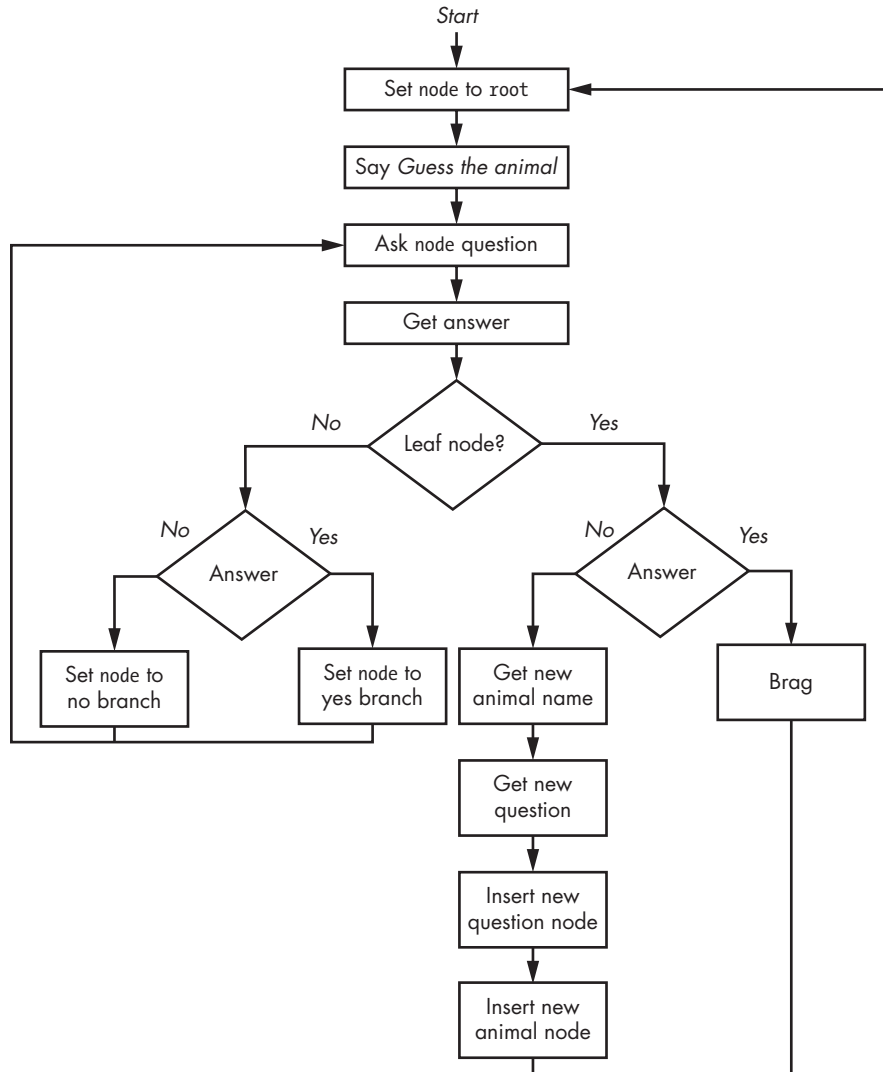 Start
Set node to root
Say Guess the animal
Ask node question
Get answer
Leaf node?
No
Yes
Answer
No
Yes
Set node to
no branch
Set node to
yes branch
Answer
No
Yes
Get new
animal name
Brag
Get new
question
Insert new
question node
Insert new
animal node